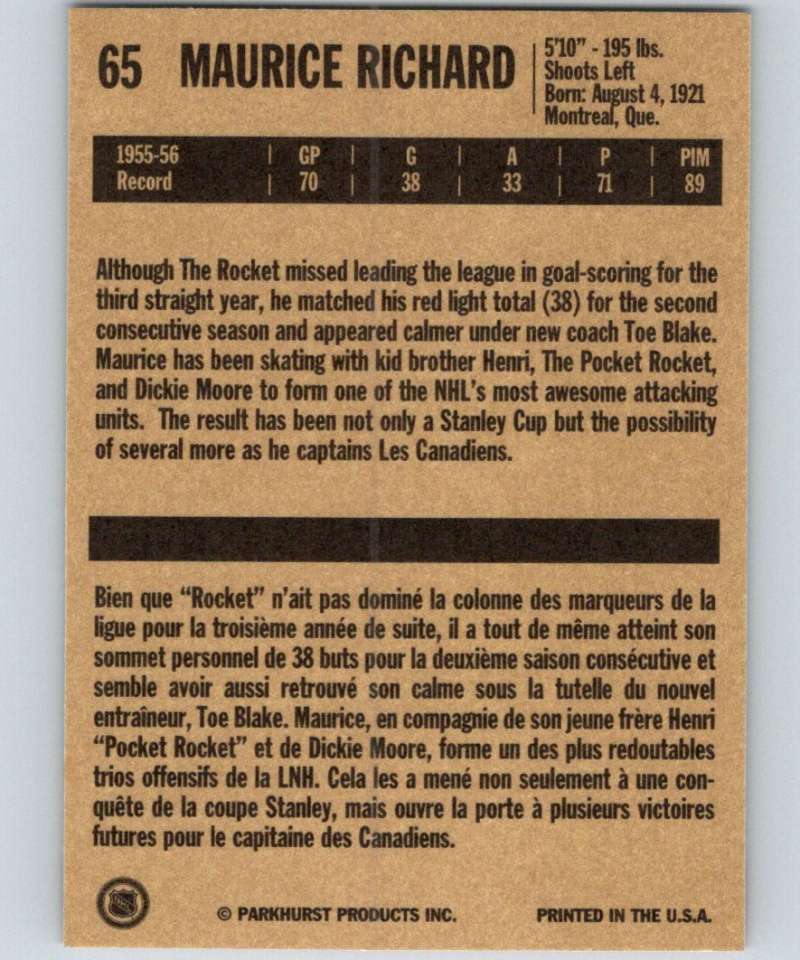 65 MAURICE RICHARD
5'10" - 195 lbs.
Shoots Left
Born: August 4, 1921
Montreal, Que.
1955-56 | GP | G | A | P | PIM
Record | 70 | 38 | 33 | 71 | 89
Although The Rocket missed leading the league in goal-scoring for the
third straight year, he matched his red light total (38) for the second
consecutive season and appeared calmer under new coach Toe Blake.
Maurice has been skating with kid brother Henri, The Pocket Rocket,
and Dickie Moore to form one of the NHL's most awesome attacking
units. The result has been not only a Stanley Cup but the possibility
of several more as he captains Les Canadiens.
Bien que "Rocket" n'ait pas dominé la colonne des marqueurs de la
ligue pour la troisième année de suite, il a tout de même atteint son
sommet personnel de 38 buts pour la deuxième saison consécutive et
semble avoir aussi retrouvé son calme sous la tutelle du nouvel
entraîneur, Toe Blake. Maurice, en compagnie de son jeune frère Henri
"Pocket Rocket" et de Dickie Moore, forme un des plus redoutables
trios offensifs de la LNH. Cela les a mené non seulement à une con-
quête de la coupe Stanley, mais ouvre la porte à plusieurs victoires
futures pour le capitaine des Canadiens.
© PARKHURST PRODUCTS INC. PRINTED IN THE U.S.A.